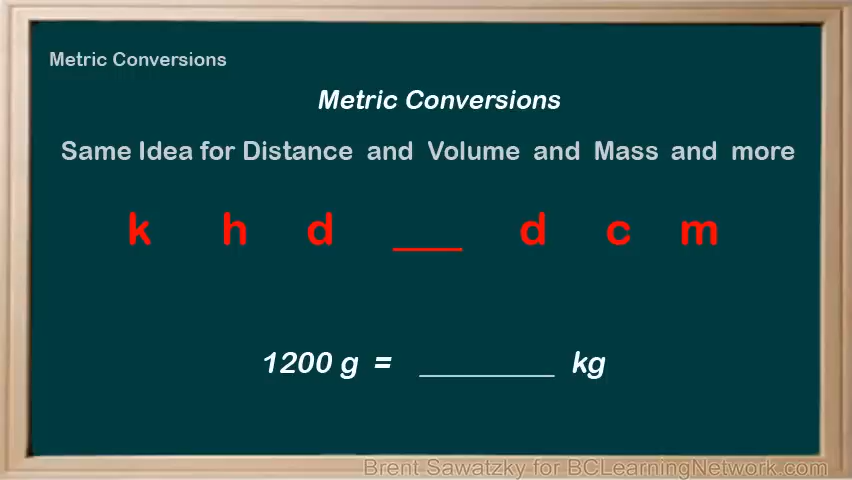 Metric Conversions
Metric Conversions
Same Idea for Distance and Volume and Mass and more
k h d ___ d c m
1200 g = _________ kg
Brent Sawatzky for BCLearningNetwork.com